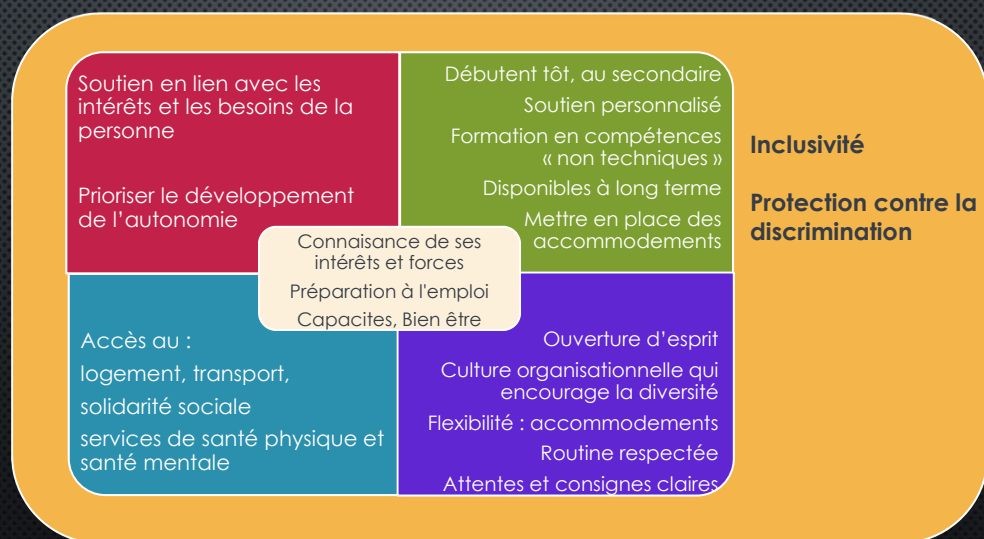 Soutien en lien avec les
intérêts et les besoins de la
personne
Prioriser le développement
de l'autonomie
Débutent tôt, au secondaire
Soutien personnalisé
Formation en compétences
« non techniques »
Disponibles à long terme
Mettre en place des
accommodements
Inclusivité
Protection contre la
discrimination
Connaisance de ses
intérêts et forces
Préparation à l'emploi
Capacites, Bien être
Accès au :
logement, transport,
solidarité sociale
services de santé physique et
santé mentale
Ouverture d'esprit
Culture organisationnelle qui
encourage la diversité
Flexibilité : accommodements
Routine respectée
Attentes et consignes claires